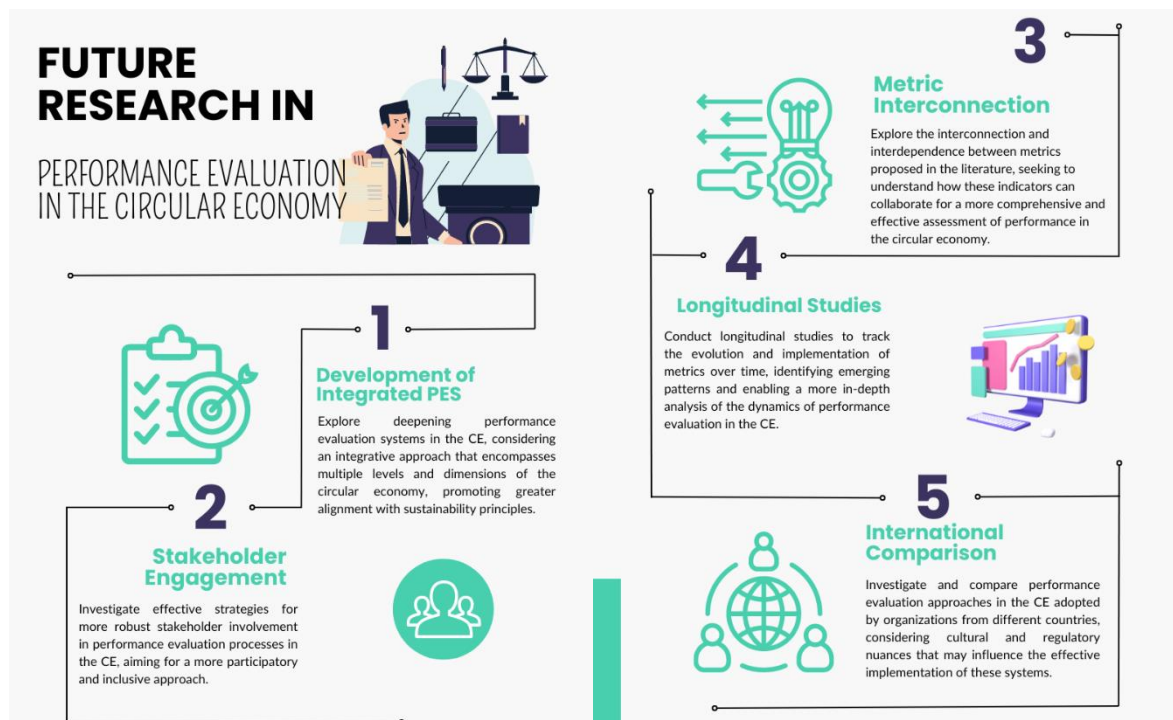 FUTURE
RESEARCH IN
PERFORMANCE EVALUATION
IN THE CIRCULAR ECONOMY
1
Development of
Integrated PES
Explore deepening performance
evaluation systems in the CE, considering
an integrative approach that encompasses
multiple levels and dimensions of the
circular economy, promoting greater
alignment with sustainability principles.
2
Stakeholder
Engagement
Investigate effective strategies for
more robust stakeholder involvement
in performance evaluation processes in
the CE, aiming for a more participatory
and inclusive approach.
3
Metric
Interconnection
Explore the interconnection and
interdependence between metrics
proposed in the literature, seeking to
understand how these indicators can
collaborate for a more comprehensive and
effective assessment of performance in
the circular economy.
4
Longitudinal Studies
Conduct longitudinal studies to track
the evolution and implementation of
metrics over time, identifying emerging
patterns and enabling a more in-depth
analysis of the dynamics of performance
evaluation in the CE.
5
International
Comparison
Investigate and compare performance
evaluation approaches in the CE adopted
by organizations from different countries,
considering cultural and regulatory
nuances that may influence the effective
implementation of these systems.